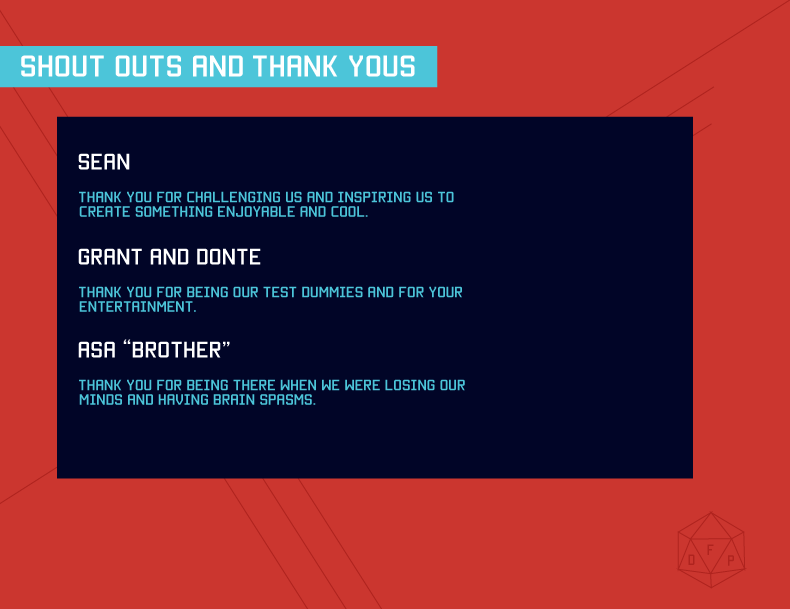 SHOUT OUTS AND THANK YOUS
SEAN
THANK YOU FOR CHALLENGING US AND INSPIRING US TO
CREATE SOMETHING ENJOYABLE AND COOL.
GRANT AND DONTE
THANK YOU FOR BEING OUR TEST DUMMIES AND FOR YOUR
ENTERTAINMENT.
ASA “BROTHER”
THANK YOU FOR BEING THERE WHEN WE WERE LOSING OUR
MINDS AND HAVING BRAIN SPASMS.
D F P